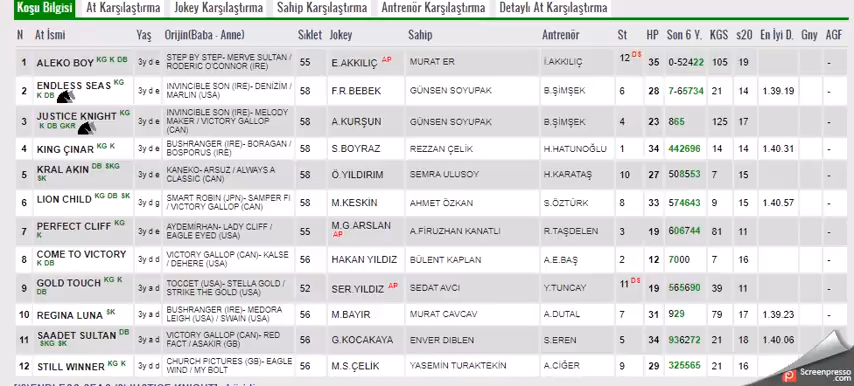 Koşu Bilgisi At Karşılaştırma Jokey Karşılaştırma Sahip Karşılaştırma Antrenör Karşılaştırma Detaylı At Karşılaştırma
N At İsmi Yaş Orijin(Baba - Anne) Sıklet Jokey Sahip Antrenör St HP Son 6 Y. KGS s20 En İyi D. Gny AGF
1 ALEKO BOY KG K DB 3y d e STEP BY STEP- MERVE SULTAN / RODERIC O'CONNOR (IRE) 55 E.AKKILIÇ AP MURAT ER İ.AKKILIÇ 12 DS 35 0-52422 105 19 -
2 ENDLESS SEAS KG K DB 3y d e INVINCIBLE SON (IRE)- DENİZİM / MARLIN (USA) 58 F.R.BEBEK GÜNSEN SOYUPAK B.ŞİMŞEK 6 28 7-65734 21 14 1.39.19 -
3 JUSTICE KNIGHT KG K DB GKR 3y d e INVINCIBLE SON (IRE)- MELODY MAKER / VICTORY GALLOP (CAN) 58 A.KURŞUN GÜNSEN SOYUPAK B.ŞİMŞEK 4 23 865 125 17 -
4 KING ÇINAR KG K 3y d e BUSHRANGER (IRE)- BORAGAN / BOSPORUS (IRE) 58 S.BOYRAZ REZZAN ÇELİK H.HATUNOĞLU 1 34 442696 14 14 1.40.31 -
5 KRAL AKIN DB SKG SK 3y d e KANEKO- ARSUZ / ALWAYS A CLASSIC (CAN) 58 Ö.YILDIRIM SEMRA ULUSOY H.KARATAŞ 10 27 508553 7 15 -
6 LION CHILD KG DB SK 3y d g SMART ROBIN (JPN)- SAMPER FI / VICTORY GALLOP (CAN) 58 M.KESKİN AHMET ÖZKAN S.ÖZTÜRK 8 33 574643 9 15 1.40.57 -
7 PERFECT CLIFF KG K 3y d e AYDEMİRHAN- LADY CLIFF / EAGLE EYED (USA) 55 M.G.ARSLAN AP A.FİRUZHAN KANATLI R.TAŞDELEN 3 19 606744 81 11 -
8 COME TO VICTORY K DB 3y d d VICTORY GALLOP (CAN)- KALSE / DEHERE (USA) 56 HAKAN YILDIZ BÜLENT KAPLAN A.E.BAŞ 2 12 7000 7 16 -
9 GOLD TOUCH KG K DB 3y a d TOCCET (USA)- STELLA GOLD / STRIKE THE GOLD (USA) 52 SER.YILDIZ AP SEDAT AVCI Y.TUNCAY 11 DS 19 565690 39 11 -
10 REGINA LUNA SK 3y a d BUSHRANGER (IRE)- MEDORA LEIGH (USA) / SWAIN (USA) 56 M.BAYIR MURAT CAVCAV A.DUTAL 7 31 929 79 17 1.39.23 -
11 SAADET SULTAN DB SKG SK 3y a d VICTORY GALLOP (CAN)- RED FACT / ASAKIR (GB) 56 G.KOCAKAYA ENVER DIBLEN S.EREN 5 34 936272 21 18 1.40.06 -
12 STILL WINNER KG K 3y d d CHURCH PICTURES (GB)- EAGLE WIND / MY BOLT 56 M.S.ÇELİK YASEMİN TURAKTEKİN A.CİĞER 9 29 325565 21 16
Screenpresso.com